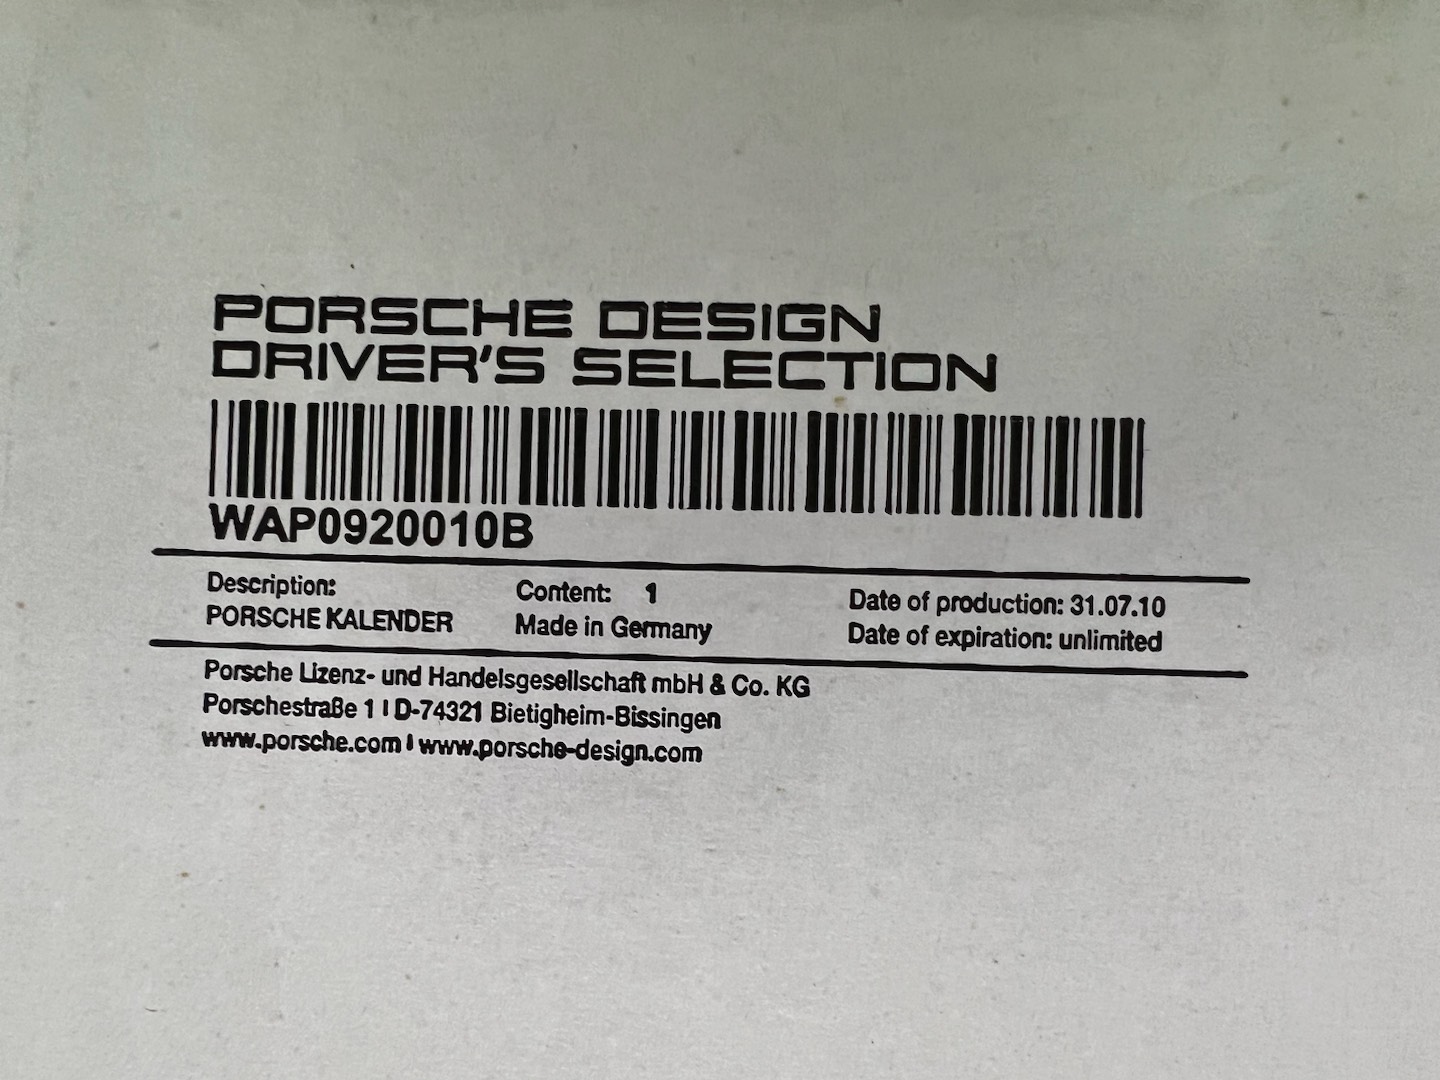 PORSCHE DESIGN
DRIVER'S SELECTION
WAP0920010B
Description: Content: 1 Date of production: 31.07.10
PORSCHE KALENDER Made in Germany Date of expiration: unlimited
Porsche Lizenz- und Handelsgesellschaft mbH & Co. KG
Porschestraße 1 I D-74321 Bietigheim-Bissingen
www.porsche.com I www.porsche-design.com